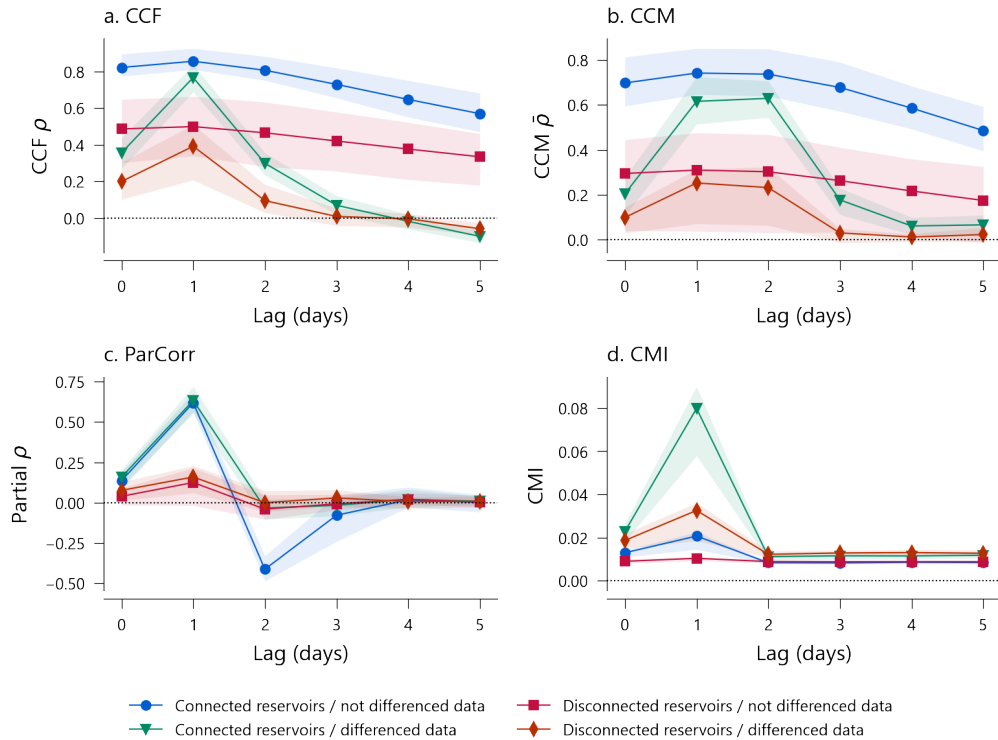 a. CCF
CCF ρ
0.8
0.6
0.4
0.2
0.0
0 1 2 3 4 5
Lag (days)
b. CCM
CCM ρ̄
0.8
0.6
0.4
0.2
0.0
0 1 2 3 4 5
Lag (days)
c. ParCorr
Partial ρ
0.75
0.50
0.25
0.00
−0.25
−0.50
0 1 2 3 4 5
Lag (days)
d. CMI
CMI
0.08
0.06
0.04
0.02
0.00
0 1 2 3 4 5
Lag (days)
Connected reservoirs / not differenced data
Connected reservoirs / differenced data
Disconnected reservoirs / not differenced data
Disconnected reservoirs / differenced data